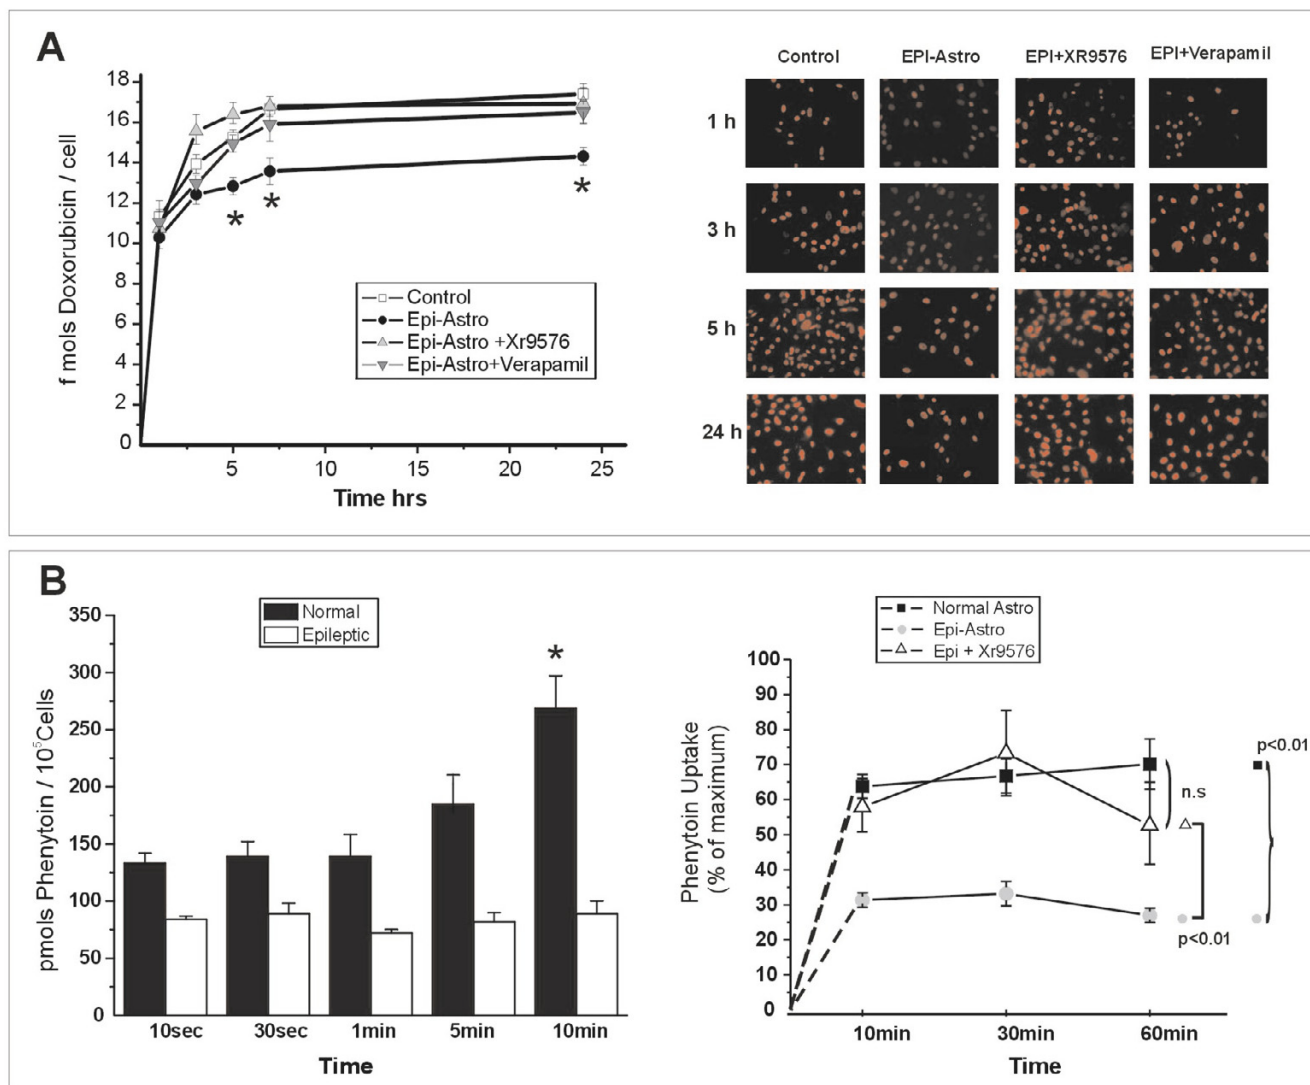 A
f mols Doxorubicin / cell
18
16
14
12
10
8
6
4
2
0
5
10
15
20
25
Time hrs
*
*
*
Control
Epi-Astro
Epi-Astro +Xr9576
Epi-Astro+Verapamil
Control EPI-Astro EPI+XR9576 EPI+Verapamil
1 h
3 h
5 h
24 h
B
pmols Phenytoin / 10⁵Cells
350
300
250
200
150
100
50
0
Normal
Epileptic
*
10sec 30sec 1min 5min 10min
Time
Normal Astro
Epi-Astro
Epi + Xr9576
Phenytoin Uptake
(% of maximum)
100
90
80
70
60
50
40
30
20
10
0
p<0.01
n.s
p<0.01
10min 30min 60min
Time